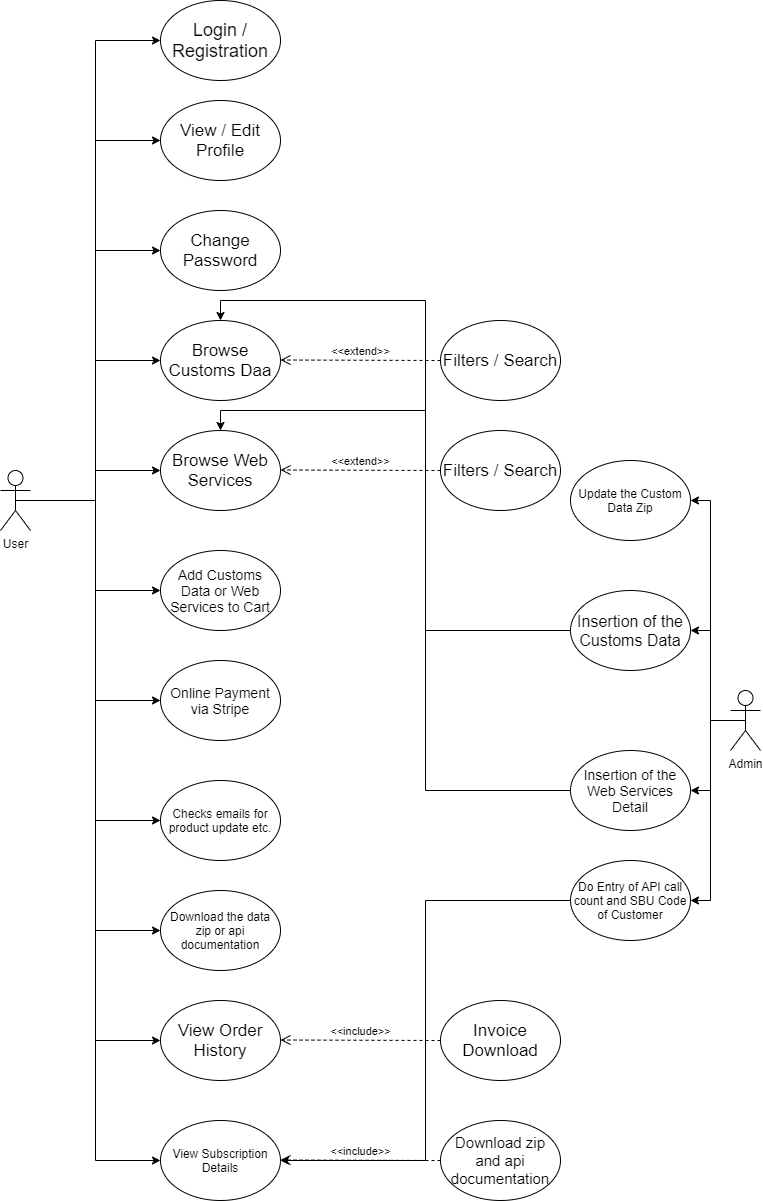 Login /
Registration
View / Edit
Profile
Change
Password
Browse
Customs Daa
<<extend>>
Filters / Search
Browse Web
Services
<<extend>>
Filters / Search
Update the Custom
Data Zip
User
Add Customs
Data or Web
Services to Cart
Insertion of the
Customs Data
Online Payment
via Stripe
Admin
Insertion of the
Web Services
Detail
Checks emails for
product update etc.
Do Entry of API call
count and SBU Code
of Customer
Download the data
zip or api
documentation
View Order
History
<<include>>
Invoice
Download
View Subscription
Details
<<include>>
Download zip
and api
documentation